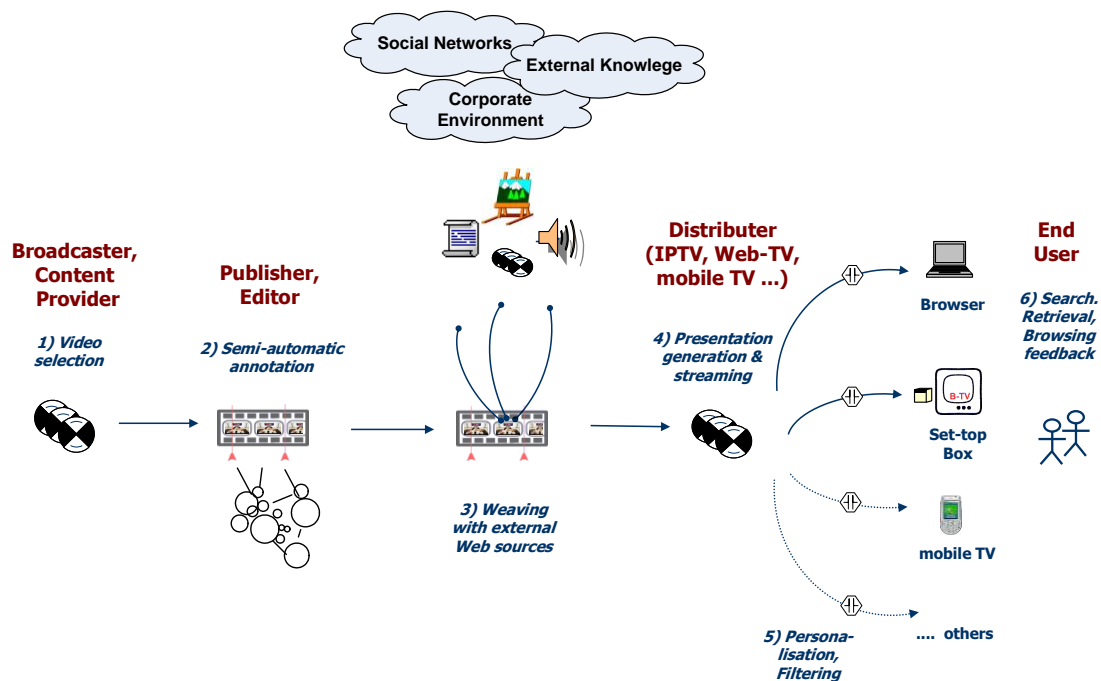 Social Networks
External Knowlege
Corporate
Environment
Broadcaster,
Content
Provider
1) Video
selection
Publisher,
Editor
2) Semi-automatic
annotation
3) Weaving
with external
Web sources
Distributer
(IPTV, Web-TV,
mobile TV ...)
4) Presentation
generation &
streaming
5) Persona-
lisation,
Filtering
Browser
B-TV
Set-top
Box
mobile TV
.... others
End
User
6) Search.
Retrieval,
Browsing
feedback